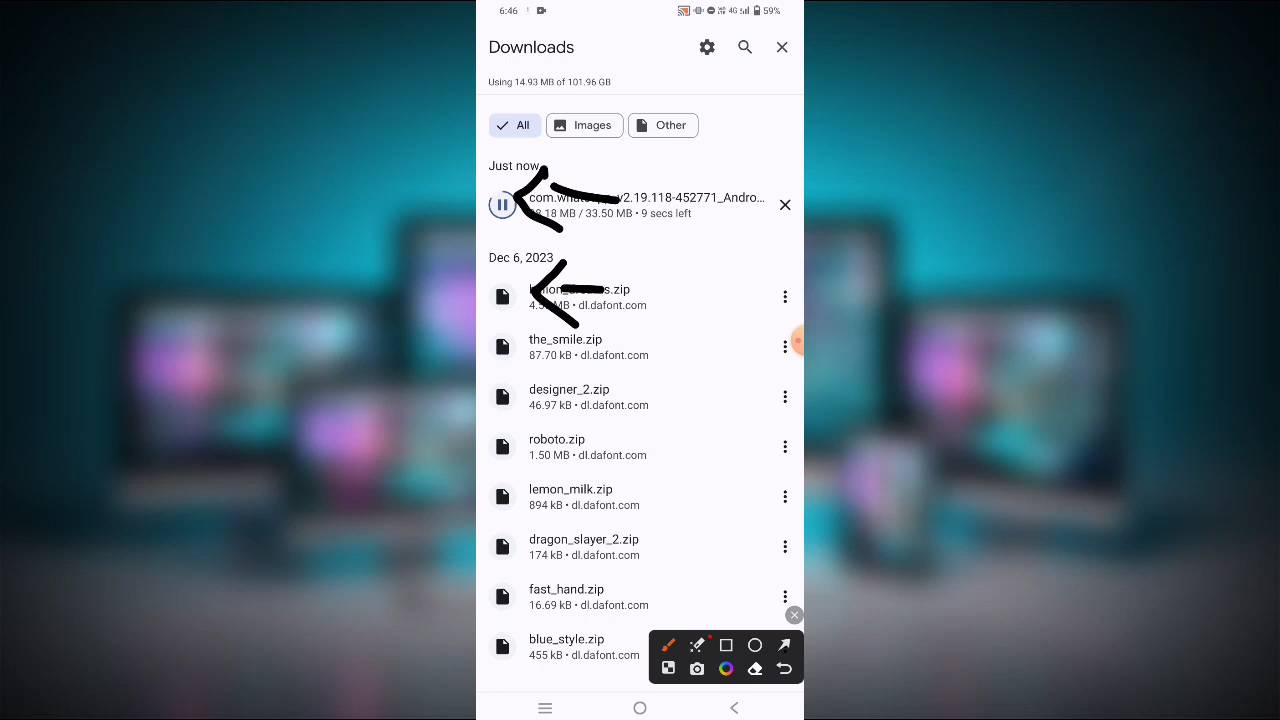 6:46
4G 59%
Downloads
Using 14.93 MB of 101.96 GB
All
Images
Other
Just now
v2.19.118-452771_Andro...
MB / 33.50 MB • 9 secs left
Dec 6, 2023
.zip
MB • dl.dafont.com
the_smile.zip
87.70 kB • dl.dafont.com
designer_2.zip
46.97 kB • dl.dafont.com
roboto.zip
1.50 MB • dl.dafont.com
lemon_milk.zip
894 kB • dl.dafont.com
dragon_slayer_2.zip
174 kB • dl.dafont.com
fast_hand.zip
16.69 kB • dl.dafont.com
blue_style.zip
455 kB • dl.dafont.com